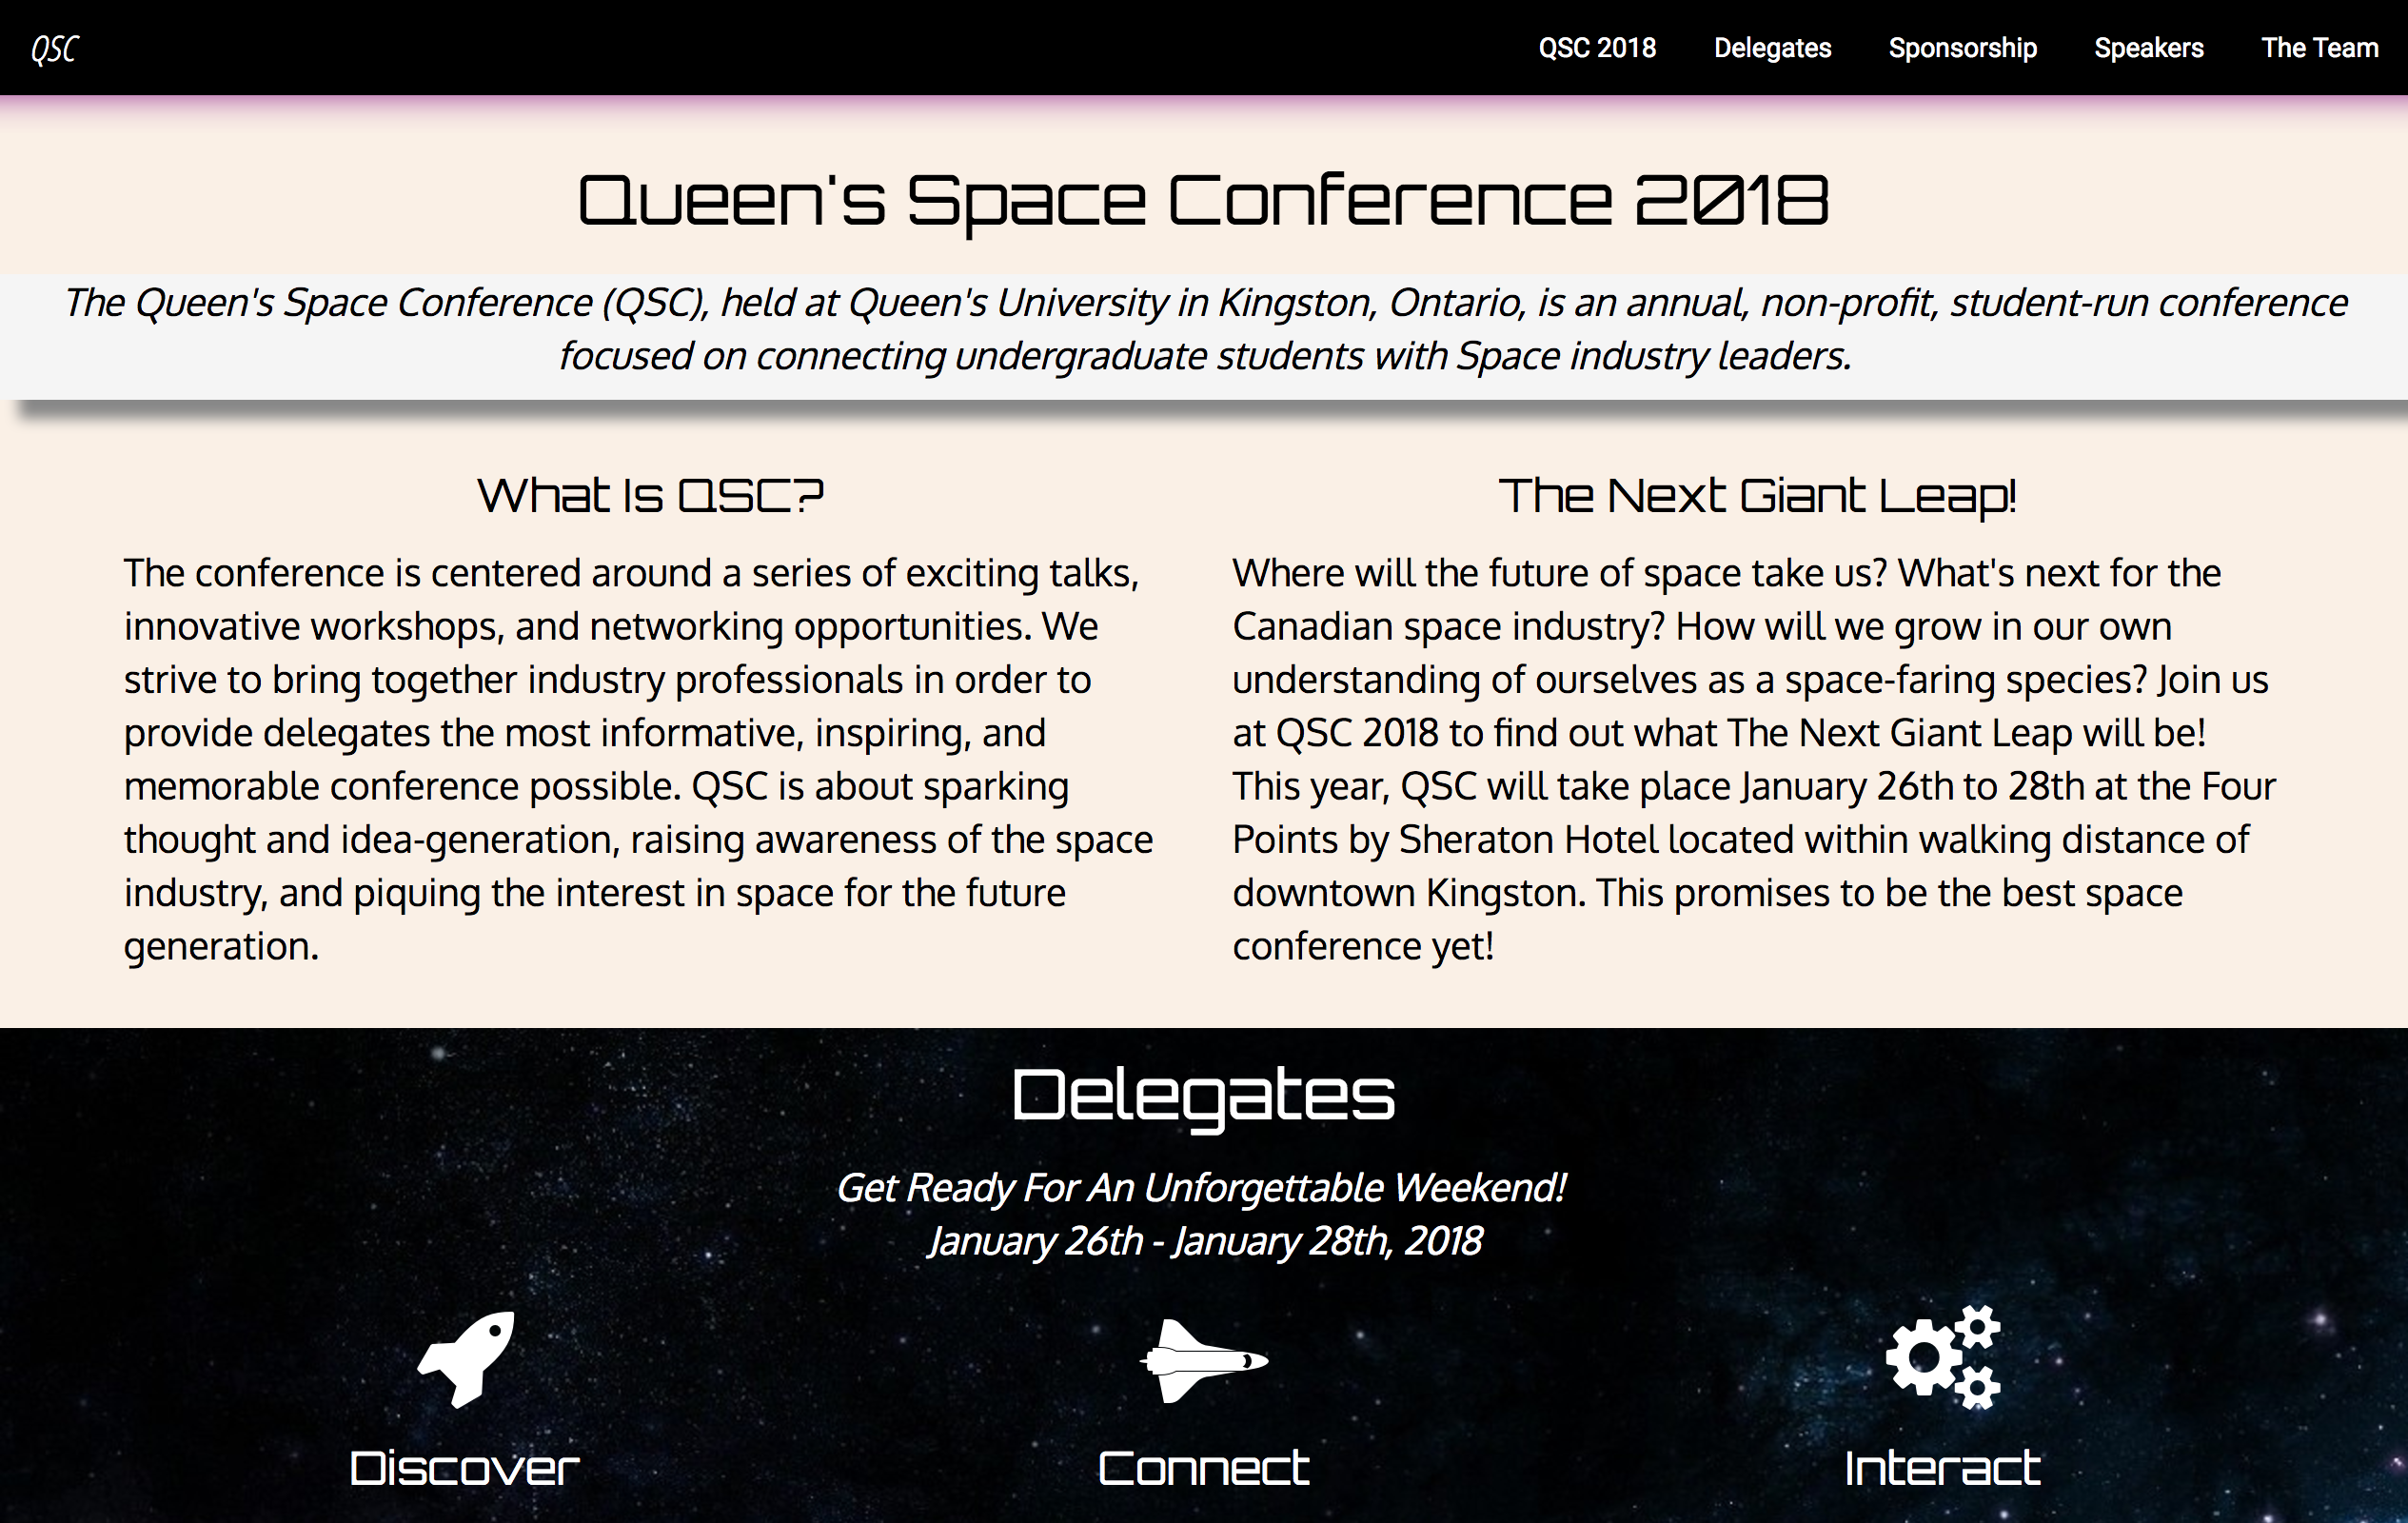 QSC
QSC 2018 Delegates Sponsorship Speakers The Team
Queen's Space Conference 2018
The Queen's Space Conference (QSC), held at Queen's University in Kingston, Ontario, is an annual, non-profit, student-run conference
focused on connecting undergraduate students with Space industry leaders.
What Is QSC?
The conference is centered around a series of exciting talks,
innovative workshops, and networking opportunities. We
strive to bring together industry professionals in order to
provide delegates the most informative, inspiring, and
memorable conference possible. QSC is about sparking
thought and idea-generation, raising awareness of the space
industry, and piquing the interest in space for the future
generation.
The Next Giant Leap!
Where will the future of space take us? What's next for the
Canadian space industry? How will we grow in our own
understanding of ourselves as a space-faring species? Join us
at QSC 2018 to find out what The Next Giant Leap will be!
This year, QSC will take place January 26th to 28th at the Four
Points by Sheraton Hotel located within walking distance of
downtown Kingston. This promises to be the best space
conference yet!
Delegates
Get Ready For An Unforgettable Weekend!
January 26th - January 28th, 2018
Discover
Connect
Interact